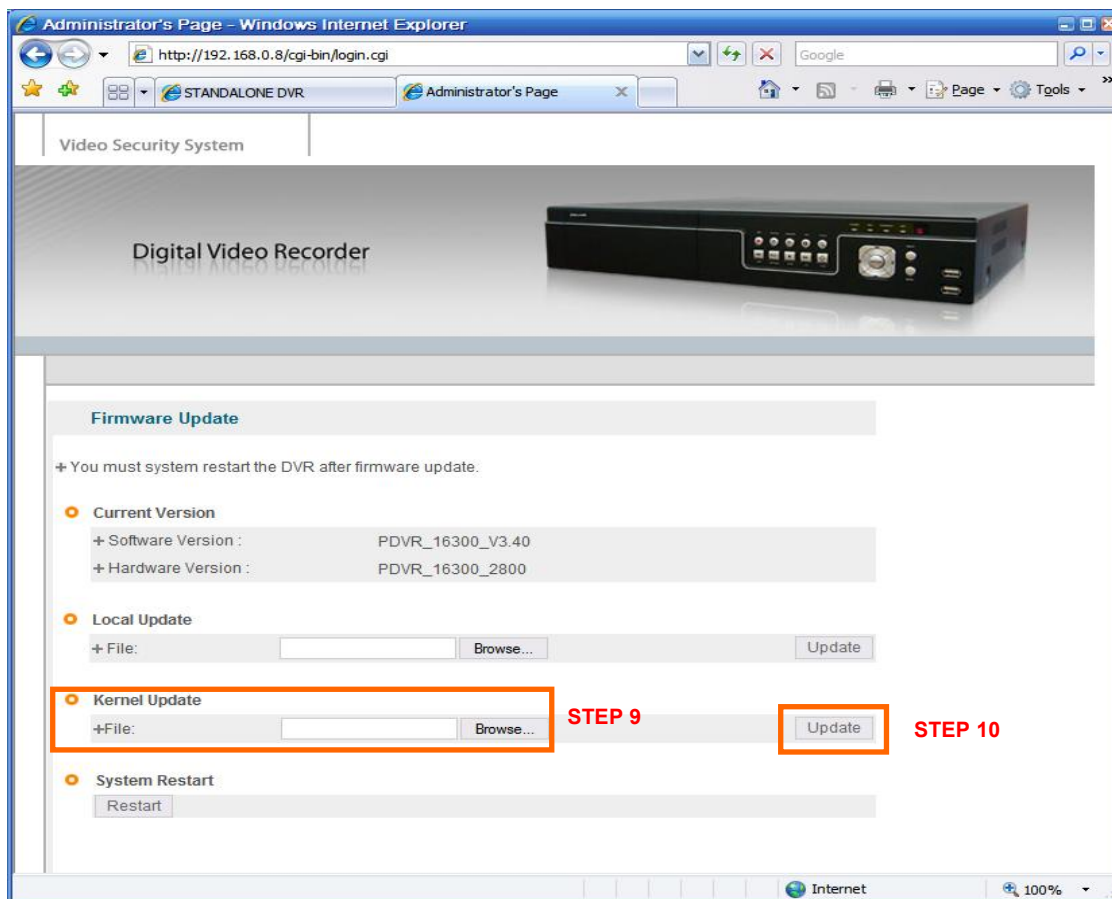 Administrator's Page - Windows Internet Explorer
http://192.168.0.8/cgi-bin/login.cgi
Google
STANDALONE DVR
Administrator's Page
Page
Tools
Video Security System
Digital Video Recorder
Firmware Update
+ You must system restart the DVR after firmware update.
Current Version
+ Software Version : PDVR_16300_V3.40
+ Hardware Version : PDVR_16300_2800
Local Update
+ File: Browse... Update
Kernel Update
+File: Browse... STEP 9 Update STEP 10
System Restart
Restart
Internet 100%